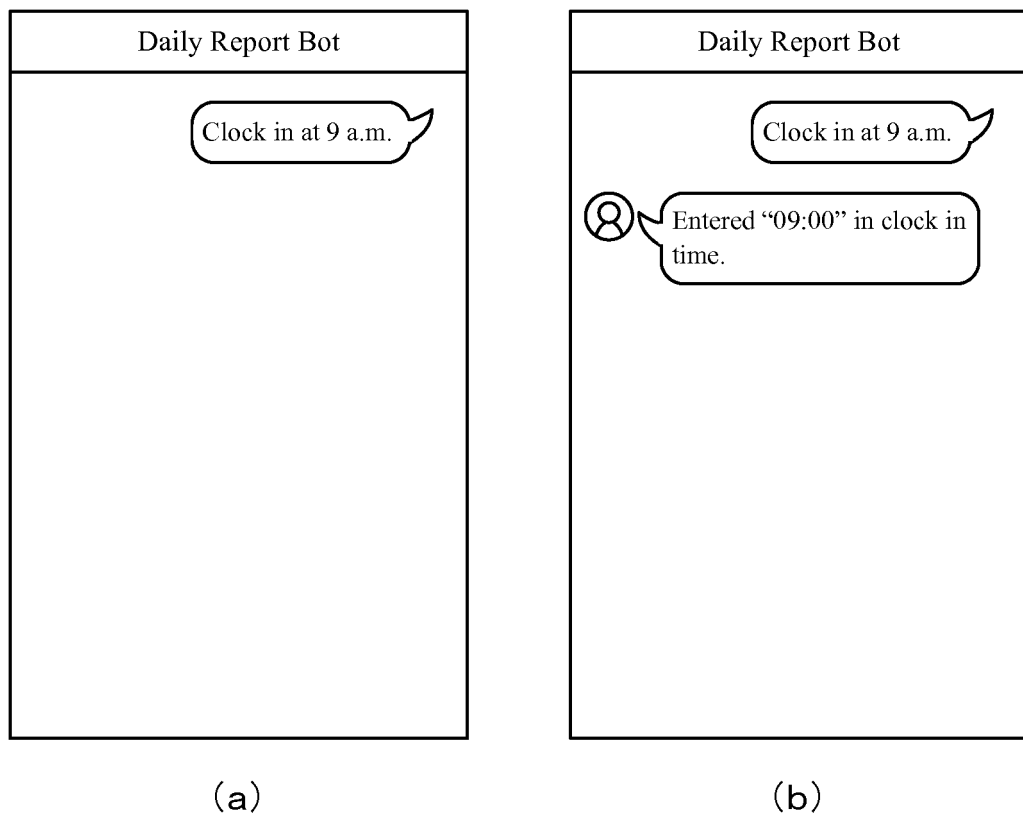 Daily Report Bot
Clock in at 9 a.m.
(a)
Daily Report Bot
Clock in at 9 a.m.
Entered “09:00” in clock in
time.
(b)